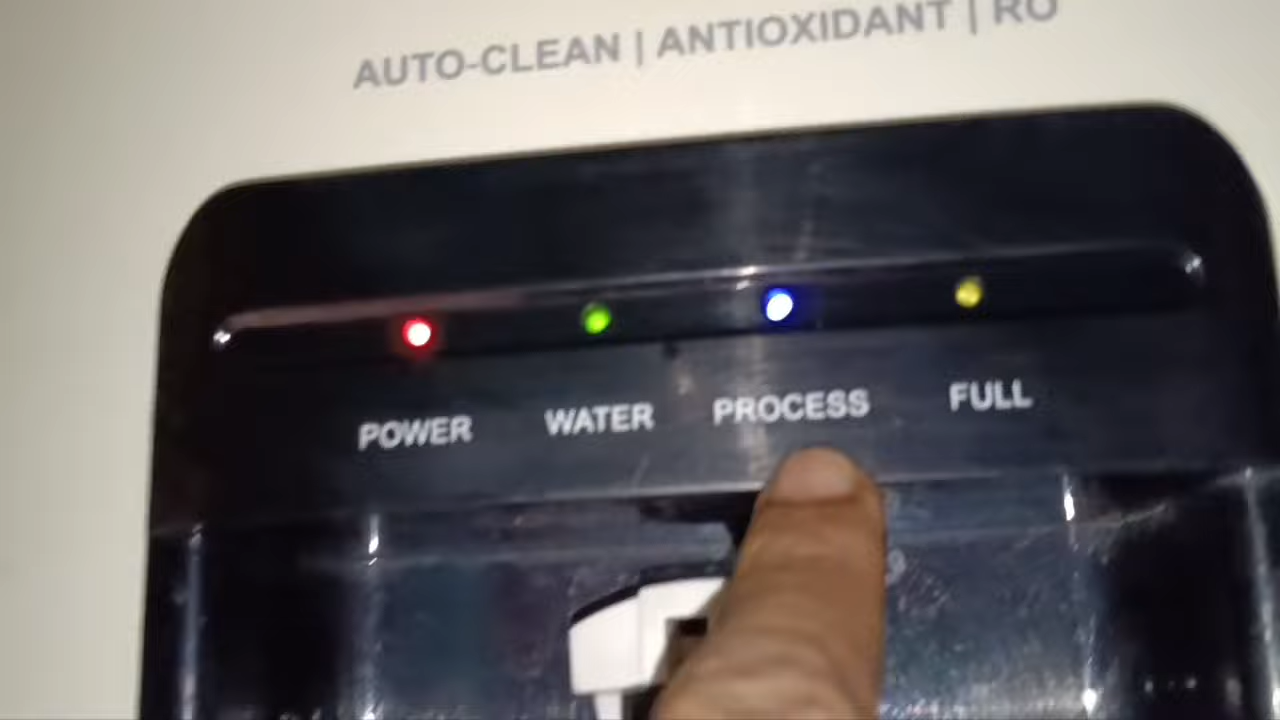 AUTO-CLEAN | ANTIOXIDANT | RO
POWER WATER PROCESS FULL